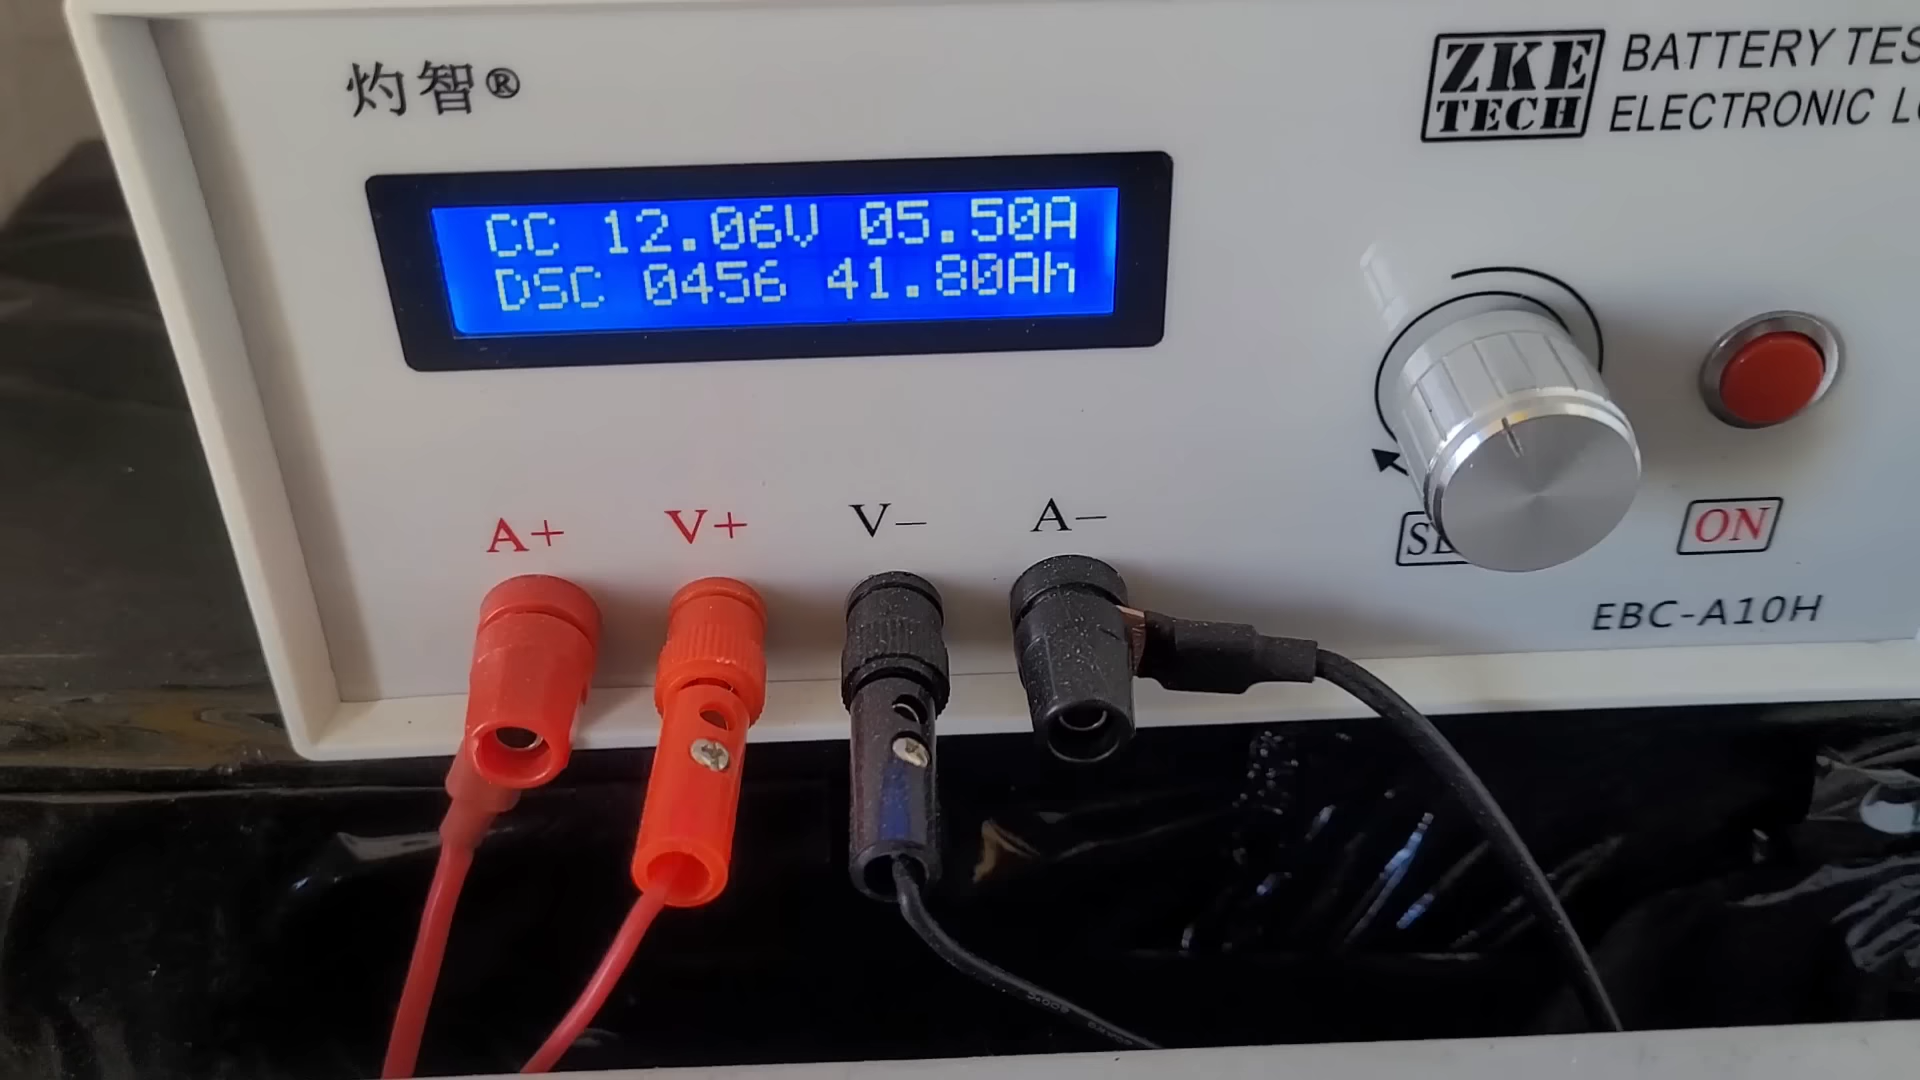 灼智®
ZKE
TECH
BATTERY TES
ELECTRONIC LO
CC 12.06V 05.50A
DSC 0456 41.80Ah
A+
V+
V–
A–
ON
EBC-A10H